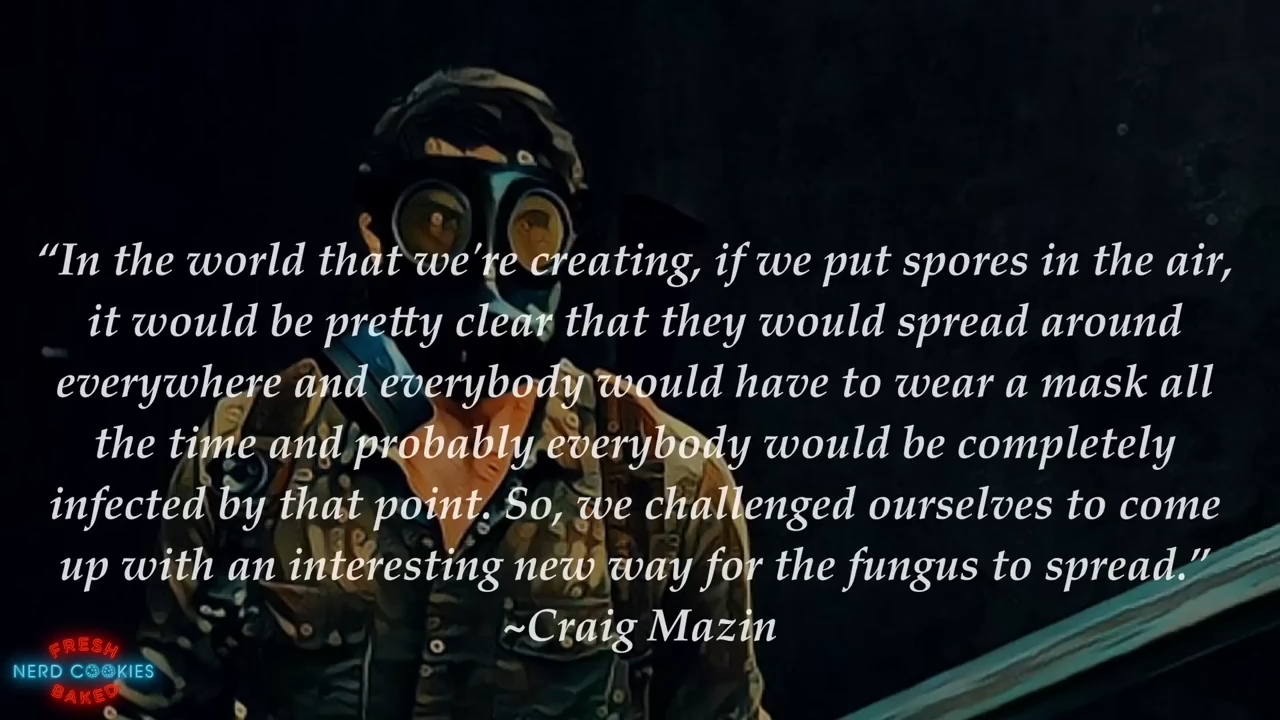 “In the world that we're creating, if we put spores in the air,
it would be pretty clear that they would spread around
everywhere and everybody would have to wear a mask all
the time and probably everybody would be completely
infected by that point. So, we challenged ourselves to come
up with an interesting new way for the fungus to spread.”
~Craig Mazin
FRESH
NERD COOKIES
BAKED